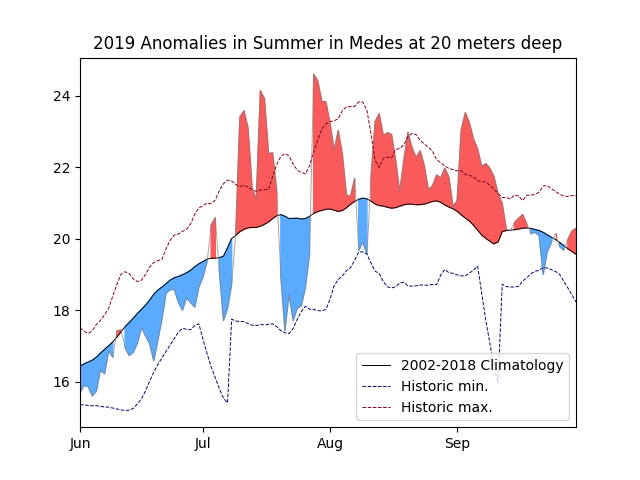 2019 Anomalies in Summer in Medes at 20 meters deep
24
22
20
18
16
Jun
Jul
Aug
Sep
2002-2018 Climatology
Historic min.
Historic max.